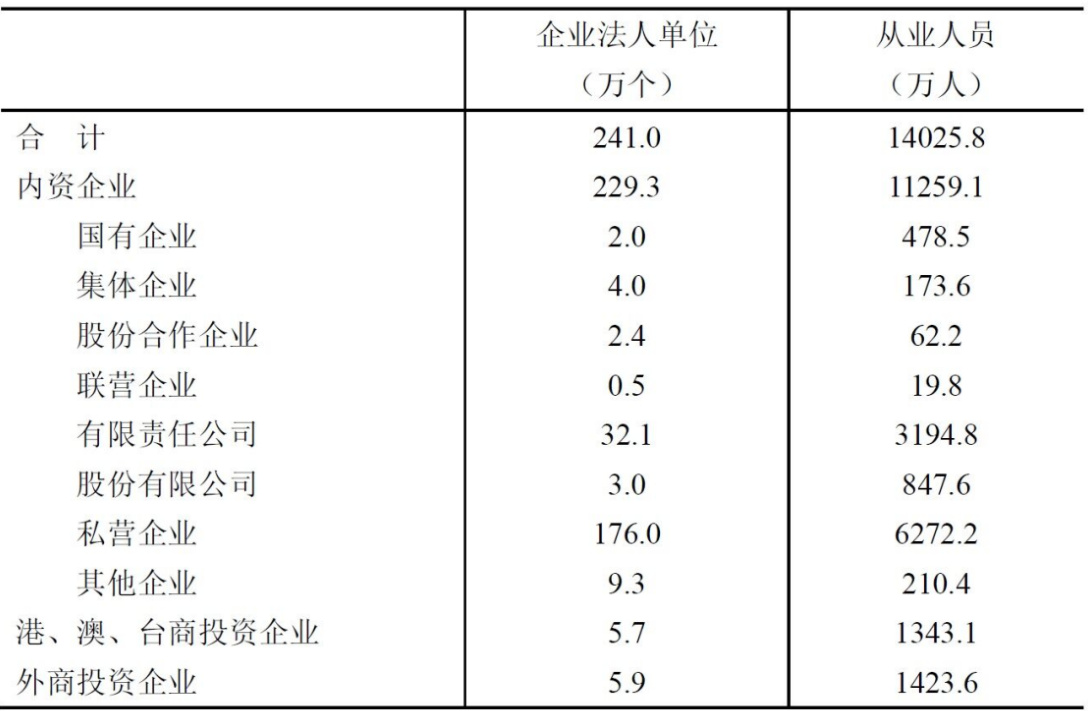 企业法人单位 从业人员
（万个） （万人）
合 计 241.0 14025.8
内资企业 229.3 11259.1
国有企业 2.0 478.5
集体企业 4.0 173.6
股份合作企业 2.4 62.2
联营企业 0.5 19.8
有限责任公司 32.1 3194.8
股份有限公司 3.0 847.6
私营企业 176.0 6272.2
其他企业 9.3 210.4
港、澳、台商投资企业 5.7 1343.1
外商投资企业 5.9 1423.6